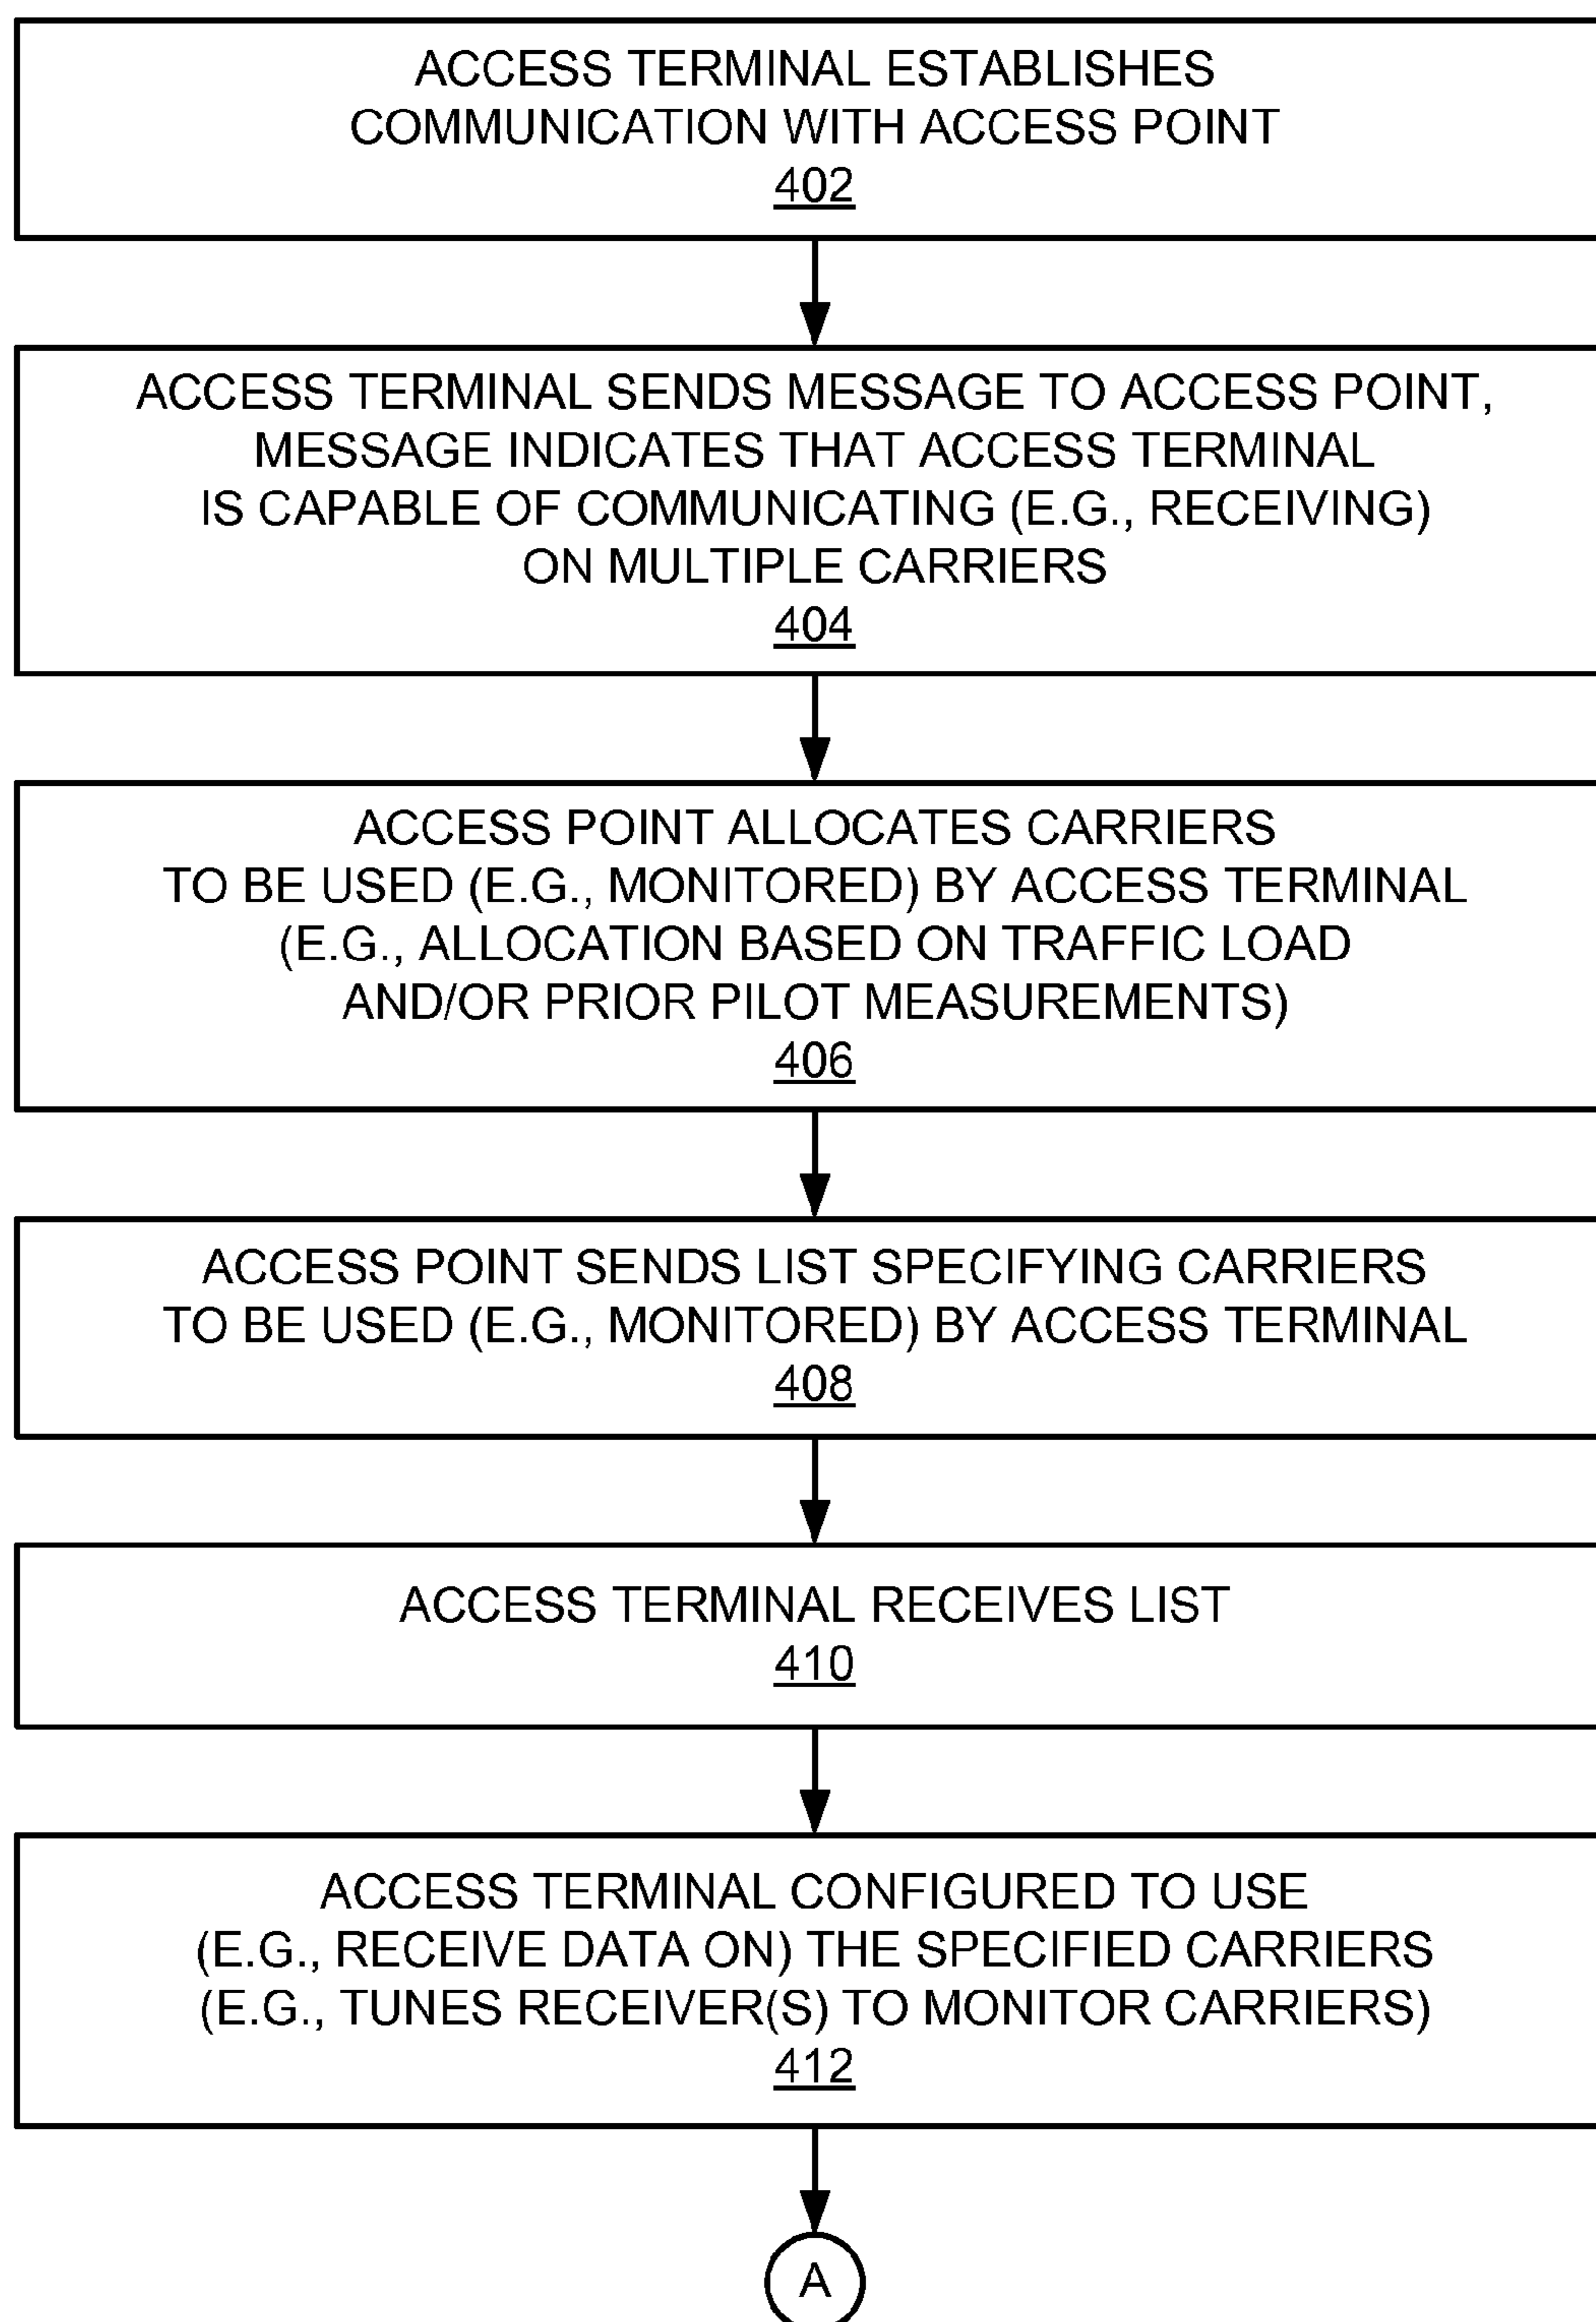 ACCESS TERMINAL ESTABLISHES
COMMUNICATION WITH ACCESS POINT
402
ACCESS TERMINAL SENDS MESSAGE TO ACCESS POINT,
MESSAGE INDICATES THAT ACCESS TERMINAL
IS CAPABLE OF COMMUNICATING (E.G., RECEIVING)
ON MULTIPLE CARRIERS
404
ACCESS POINT ALLOCATES CARRIERS
TO BE USED (E.G., MONITORED) BY ACCESS TERMINAL
(E.G., ALLOCATION BASED ON TRAFFIC LOAD
AND/OR PRIOR PILOT MEASUREMENTS)
406
ACCESS POINT SENDS LIST SPECIFYING CARRIERS
TO BE USED (E.G., MONITORED) BY ACCESS TERMINAL
408
ACCESS TERMINAL RECEIVES LIST
410
ACCESS TERMINAL CONFIGURED TO USE
(E.G., RECEIVE DATA ON) THE SPECIFIED CARRIERS
(E.G., TUNES RECEIVER(S) TO MONITOR CARRIERS)
412
A